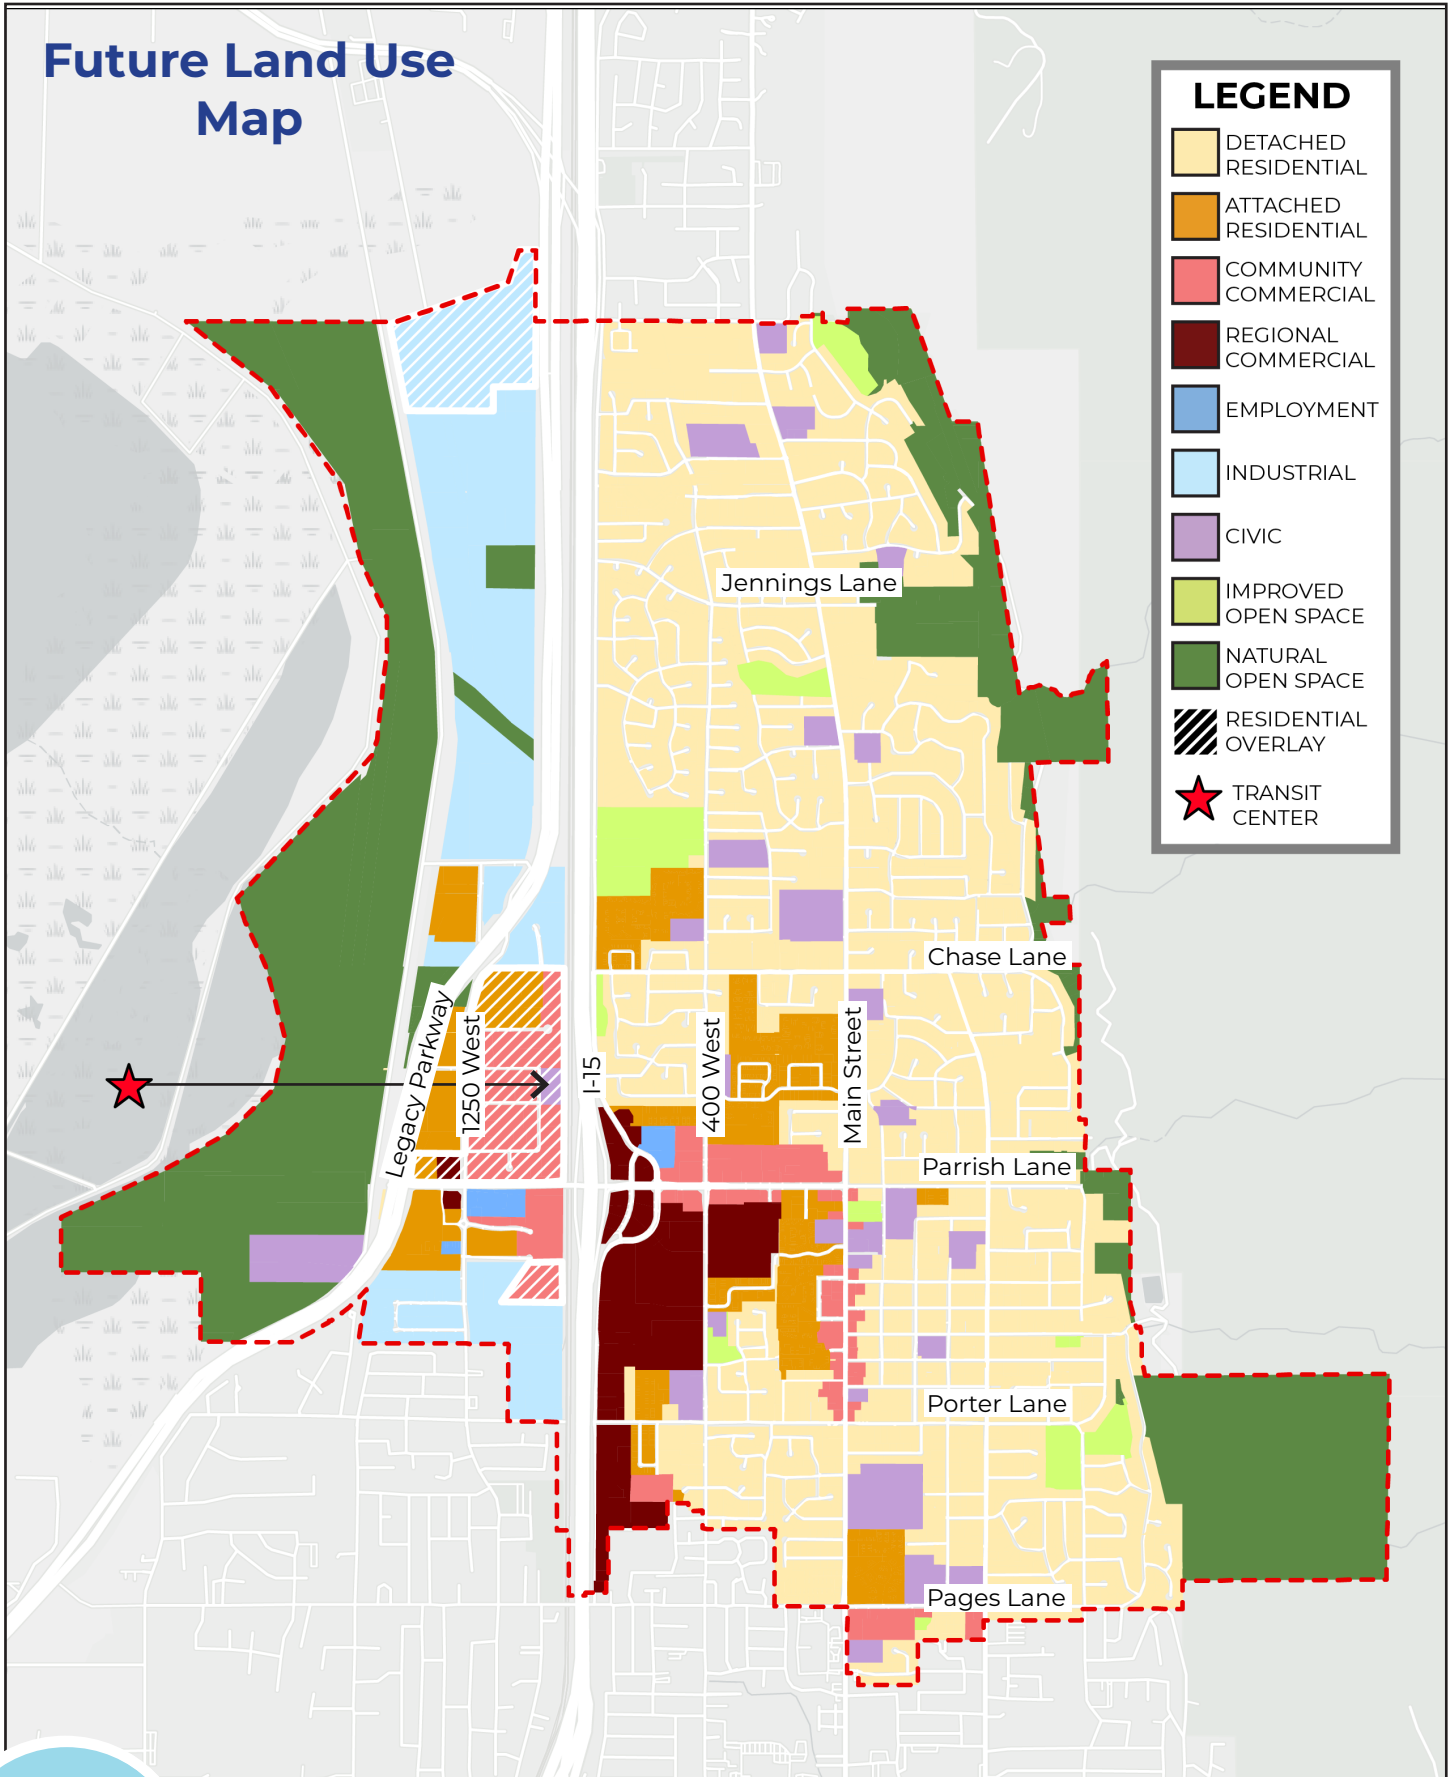 Future Land Use
Map
LEGEND
DETACHED
RESIDENTIAL
ATTACHED
RESIDENTIAL
COMMUNITY
COMMERCIAL
REGIONAL
COMMERCIAL
EMPLOYMENT
INDUSTRIAL
CIVIC
IMPROVED
OPEN SPACE
NATURAL
OPEN SPACE
RESIDENTIAL
OVERLAY
TRANSIT
CENTER
Jennings Lane
Chase Lane
Legacy Parkway
1250 West
I-15
400 West
Main Street
Parrish Lane
Porter Lane
Pages Lane